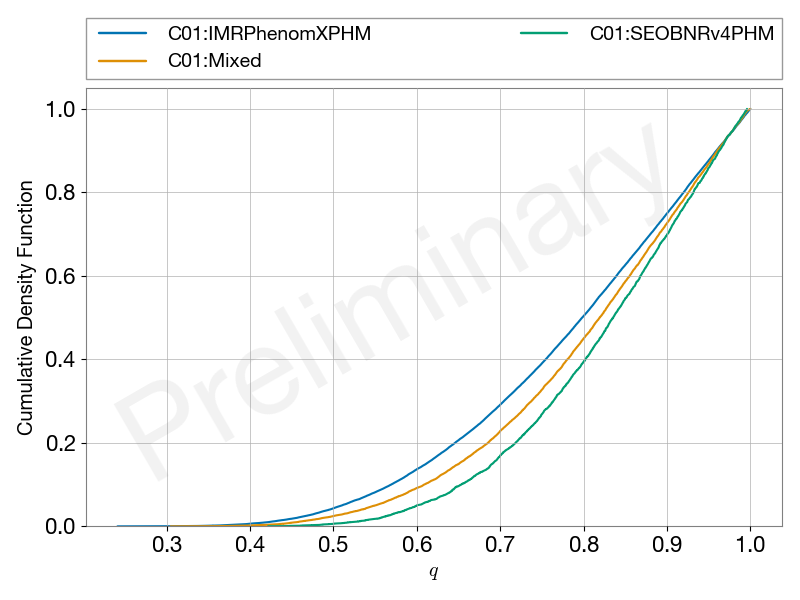 C01:IMRPhenomXPHM
C01:Mixed
C01:SEOBNRv4PHM
1.0
0.8
0.6
0.4
0.2
0.0
Cumulative Density Function
Preliminary
0.3 0.4 0.5 0.6 0.7 0.8 0.9 1.0
q